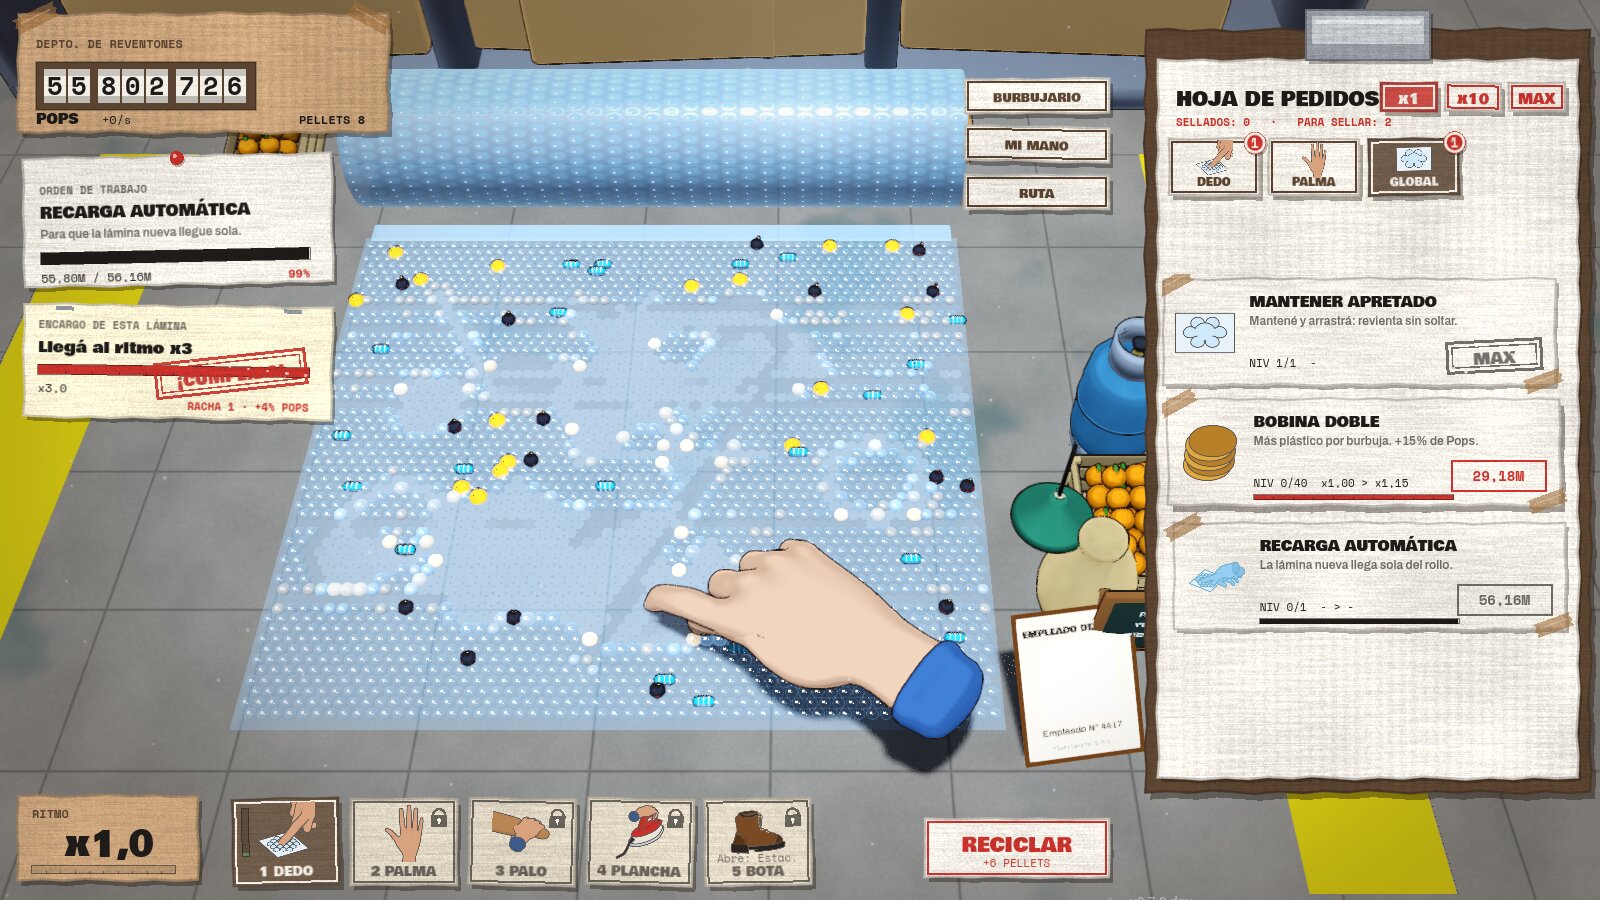 DEPTO. DE REVENTONES
55802726
POPS +0/s PELLETS 8
ORDEN DE TRABAJO
RECARGA AUTOMÁTICA
Para que la lámina nueva llegue sola.
55,80M / 56,16M 99%
ENCARGO DE ESTA LÁMINA
Llegá al ritmo x3
x3,0
RACHA 1 · +4% POPS
BURBUJARIO
MI MANO
RUTA
HOJA DE PEDIDOS
x1 x10 MAX
SELLADOS: 0 · PARA SELLAR: 2
1
DEDO
PALMA
1
GLOBAL
MANTENER APRETADO
Mantené y arrastrá: revienta sin soltar.
NIV 1/1 -
MAX
BOBINA DOBLE
Más plástico por burbuja. +15% de Pops.
NIV 0/40 x1,00 > x1,15
29,18M
RECARGA AUTOMÁTICA
La lámina nueva llega sola del rollo.
NIV 0/1 - > -
56,16M
EMPLEADO
Empleado N° 4417
RITMO
x1,0
1 DEDO
2 PALMA
3 PALO
4 PLANCHA
Abre: Estac.
5 BOTA
RECICLAR
+6 PELLETS